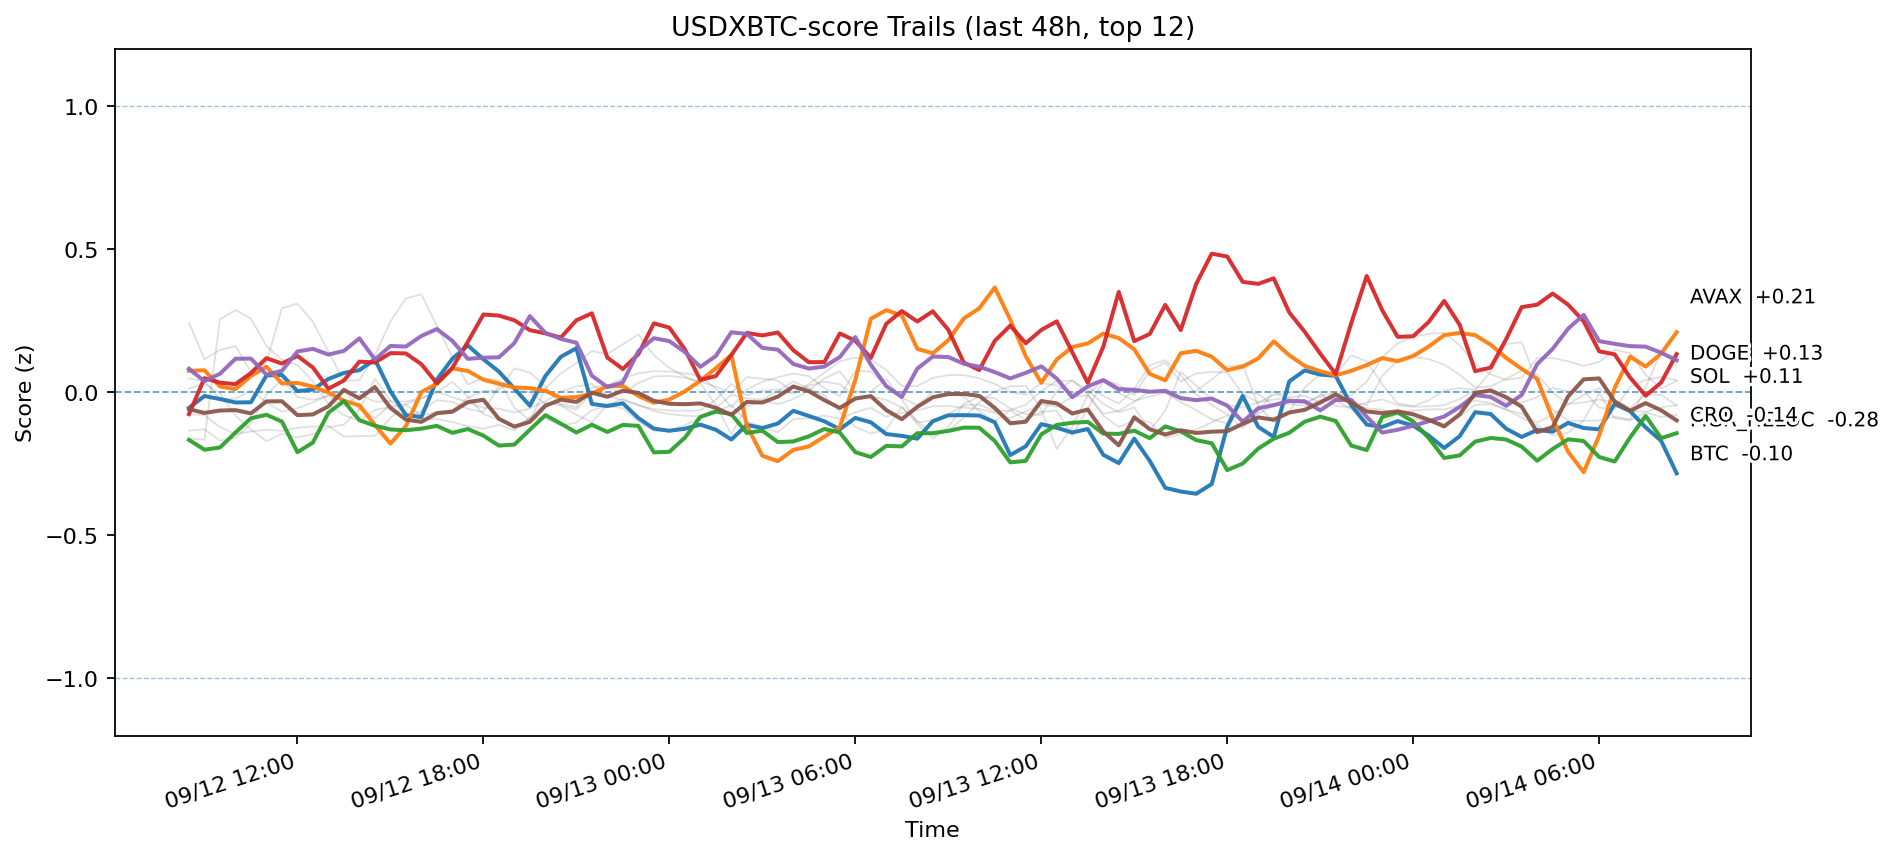 USDXBTC-score Trails (last 48h, top 12)
Score (z)
1.0
0.5
0.0
−0.5
−1.0
AVAX +0.21
DOGE +0.13
SOL +0.11
CRO -0.14
-0.28
BTC -0.10
09/12 12:00
09/12 18:00
09/13 00:00
09/13 06:00
09/13 12:00
09/13 18:00
09/14 00:00
09/14 06:00
Time